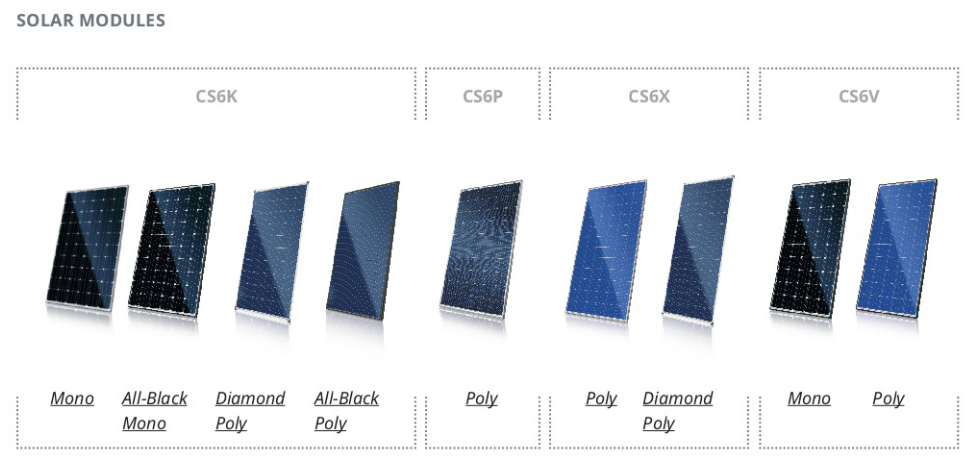 SOLAR MODULES
CS6K CS6P CS6X CS6V
Mono All-Black Diamond All-Black Poly Poly Diamond Mono Poly
Mono Poly Poly Poly